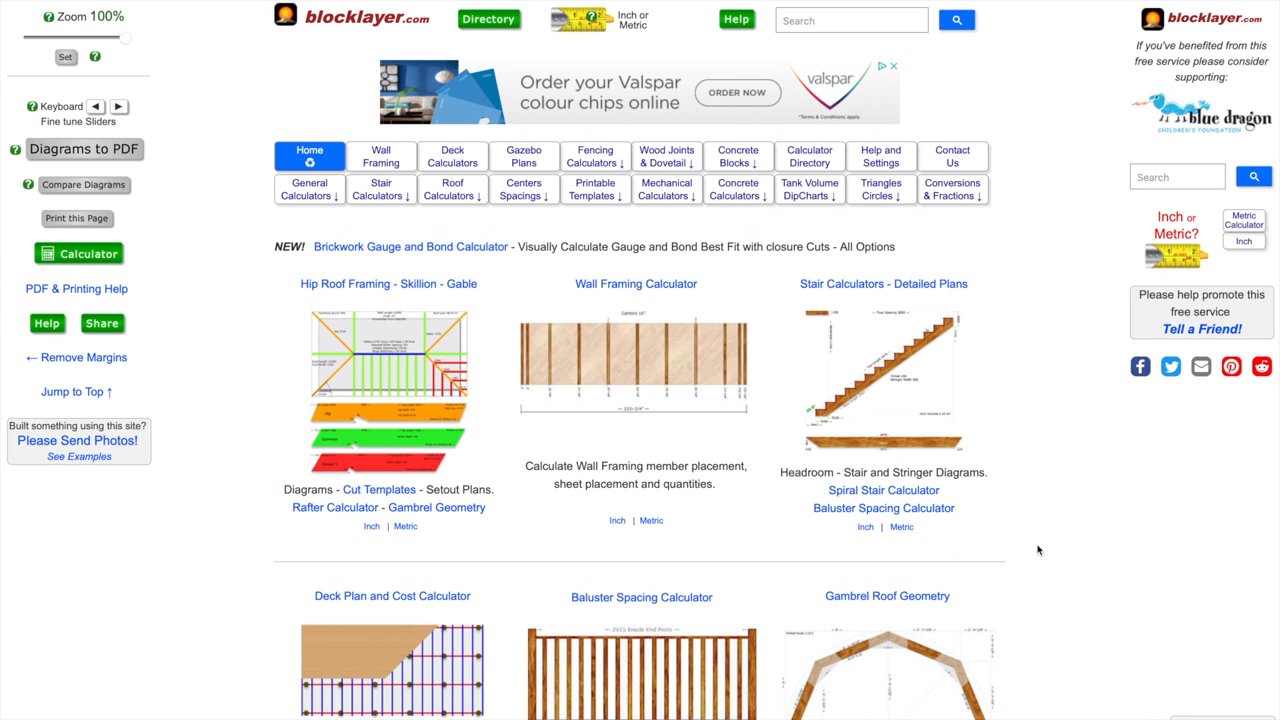 Zoom 100%
Set
Keyboard
Fine tune Sliders
Diagrams to PDF
Compare Diagrams
Print this Page
Calculator
PDF & Printing Help
Help
Share
← Remove Margins
Jump to Top ↑
Built something using this site?
Please Send Photos!
See Examples
blocklayer.com
Directory
Inch or
Metric
Help
Search
Order your Valspar
colour chips online
ORDER NOW
valspar
*Terms & Conditions apply
Home
Wall
Framing
Deck
Calculators
Gazebo
Plans
Fencing
Calculators ↓
Wood Joints
& Dovetail ↓
Concrete
Blocks ↓
Calculator
Directory
Help and
Settings
Contact
Us
General
Calculators ↓
Stair
Calculators ↓
Roof
Calculators ↓
Centers
Spacings ↓
Printable
Templates ↓
Mechanical
Calculators ↓
Concrete
Calculators ↓
Tank Volume
DipCharts ↓
Triangles
Circles ↓
Conversions
& Fractions ↓
NEW! Brickwork Gauge and Bond Calculator - Visually Calculate Gauge and Bond Best Fit with closure Cuts - All Options
Hip Roof Framing - Skillion - Gable
Diagrams - Cut Templates - Setout Plans.
Rafter Calculator - Gambrel Geometry
Inch | Metric
Wall Framing Calculator
Centers 16"
Calculate Wall Framing member placement,
sheet placement and quantities.
Inch | Metric
Stair Calculators - Detailed Plans
Headroom - Stair and Stringer Diagrams.
Spiral Stair Calculator
Baluster Spacing Calculator
Inch | Metric
Deck Plan and Cost Calculator
Baluster Spacing Calculator
2615 Inside End Posts
Gambrel Roof Geometry
blocklayer.com
If you've benefited from this
free service please consider
supporting:
blue dragon
CHILDREN'S FOUNDATION
Search
Inch or
Metric?
Metric
Calculator
Inch
Please help promote this
free service
Tell a Friend!